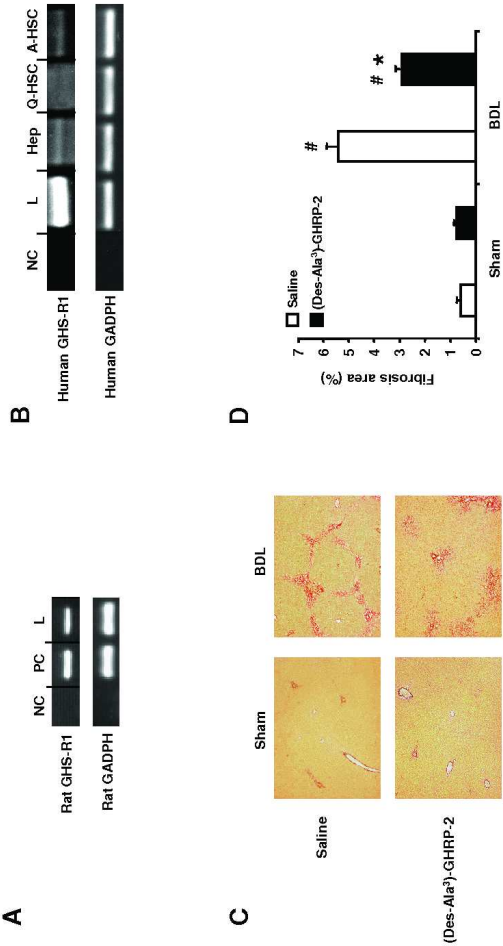 A
NC PC L
Rat GHS-R1
Rat GADPH
B
NC L Hep Q-HSC A-HSC
Human GHS-R1
Human GADPH
C
Sham BDL
Saline
(Des-Ala³)-GHRP-2
D
Saline
(Des-Ala³)-GHRP-2
Fibrosis area (%)
7
6
5
4
3
2
1
0
#
# *
Sham BDL